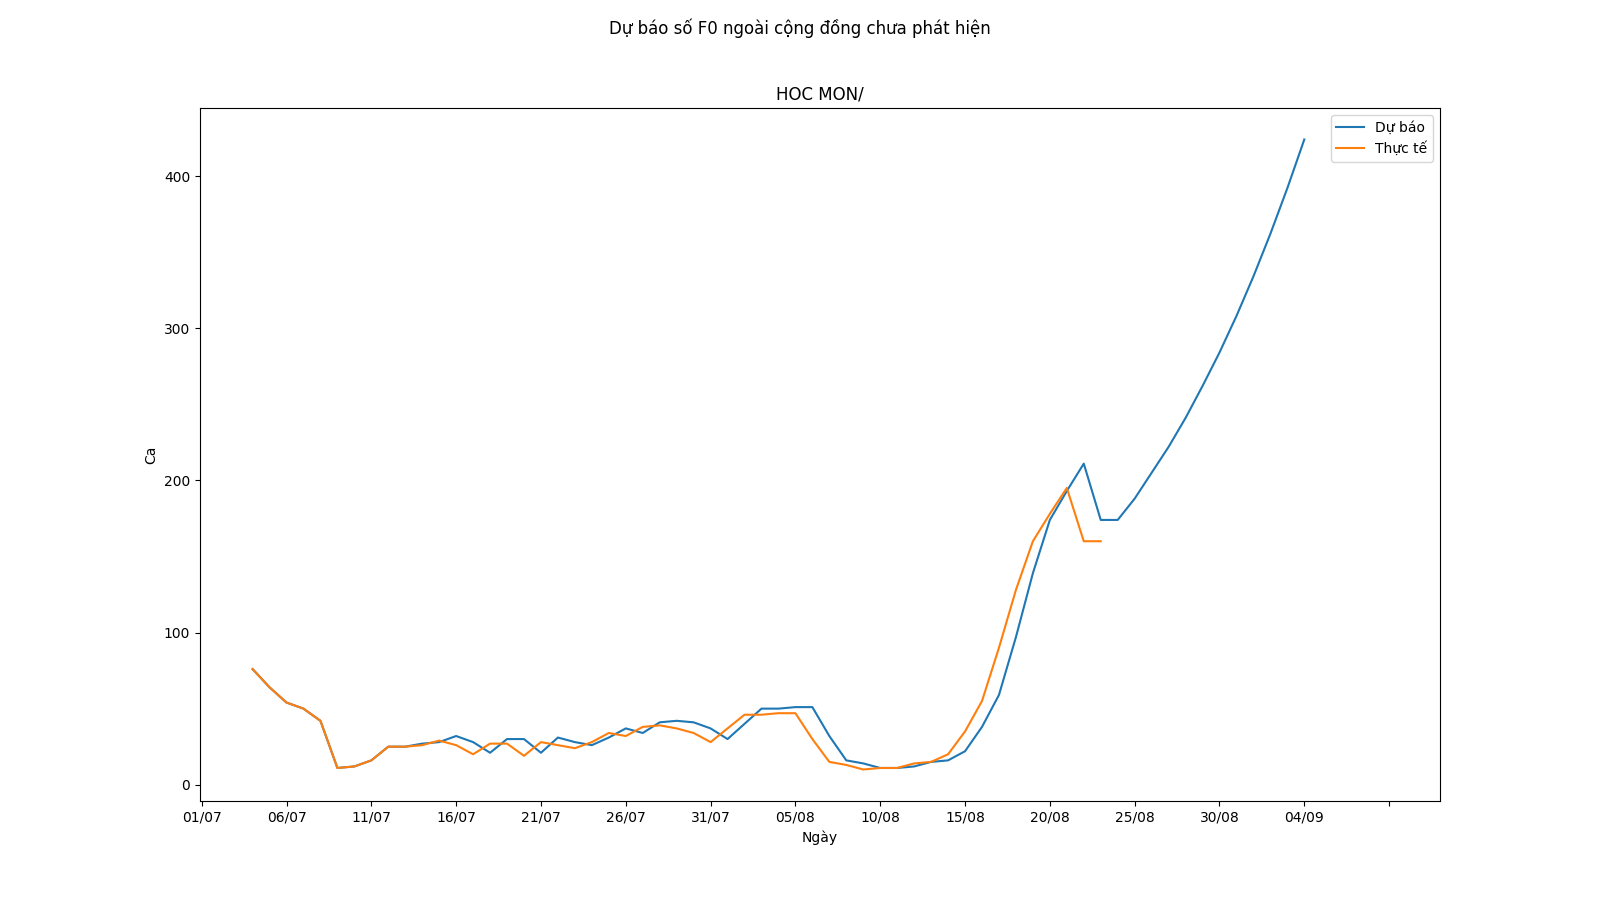 Dự báo số F0 ngoài cộng đồng chưa phát hiện
HOC MON/
Dự báo
Thực tế
400
300
200
100
0
Ca
01/07 06/07 11/07 16/07 21/07 26/07 31/07 05/08 10/08 15/08 20/08 25/08 30/08 04/09
Ngày